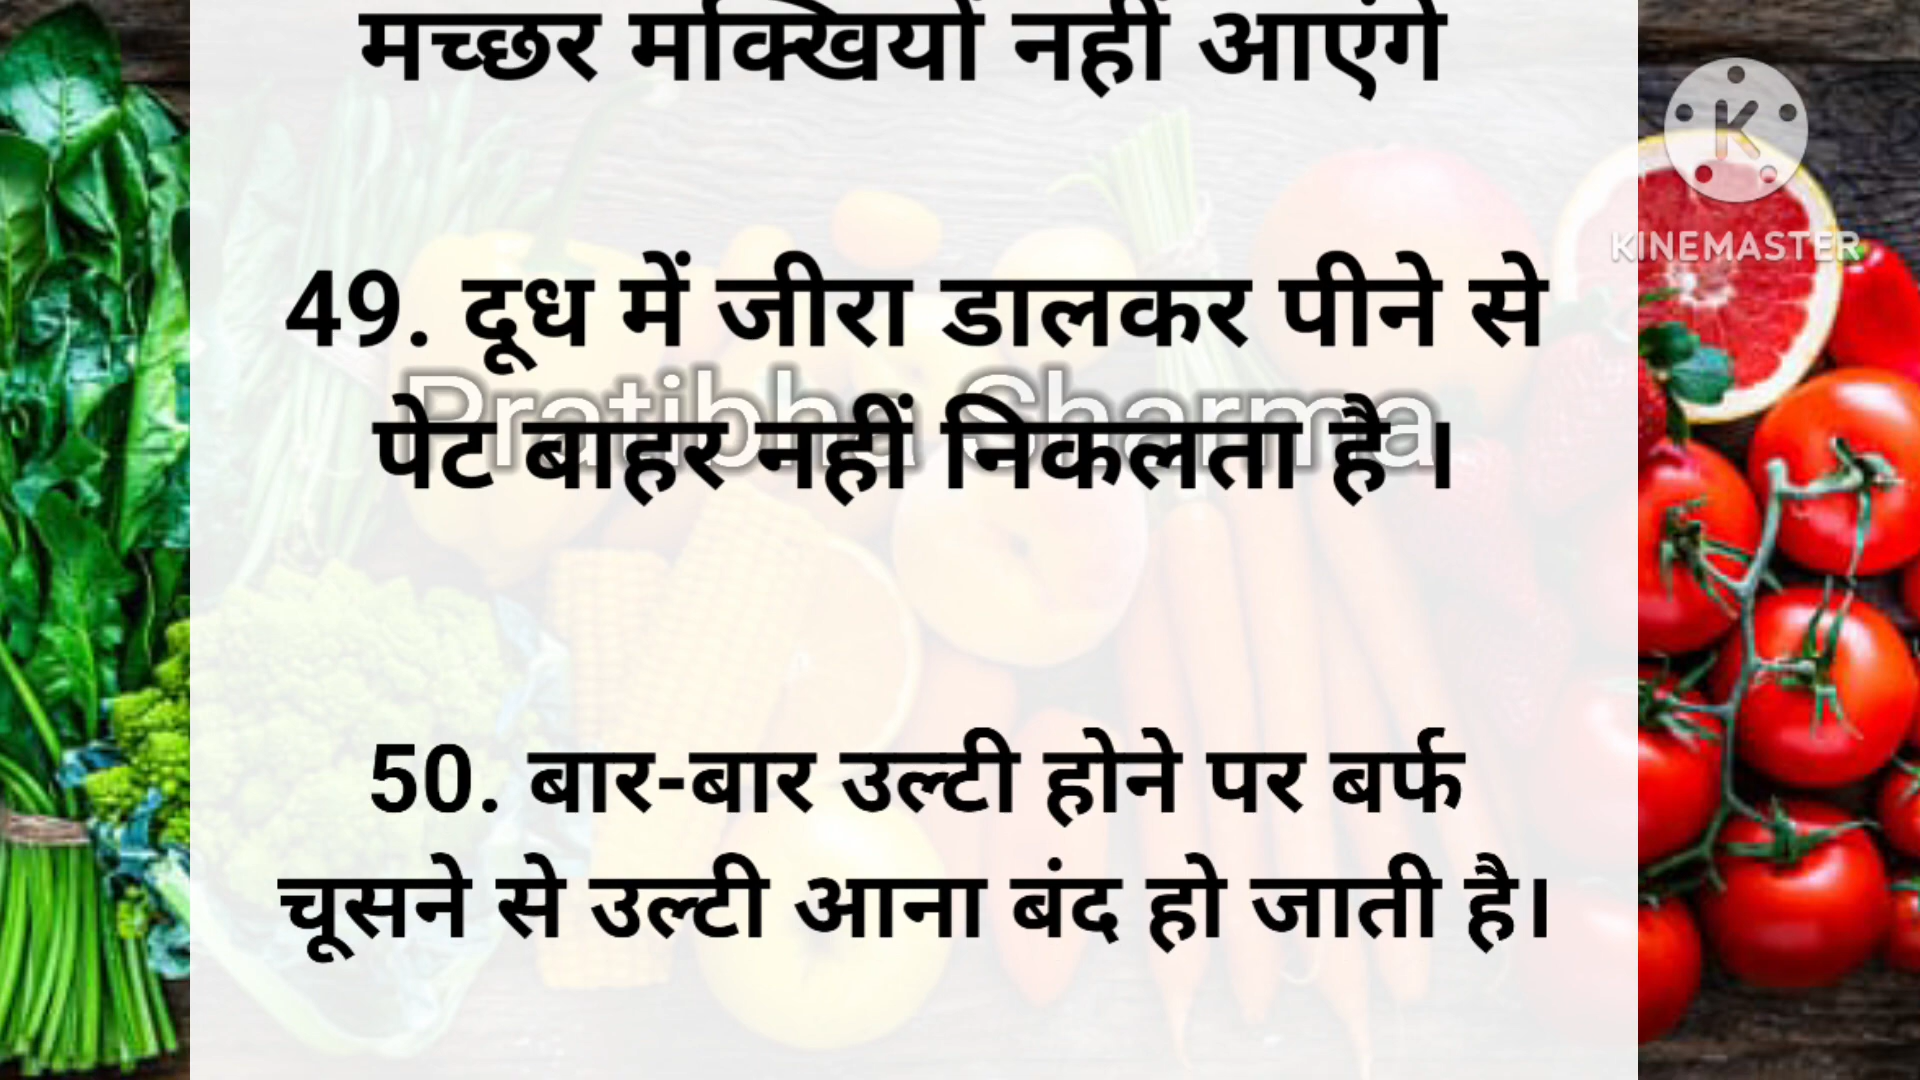 मच्छर मक्खियाँ नहीं आएंगे
KINEMASTER
49. दूध में जीरा डालकर पीने से
Pratibha Sharma
पेट बाहर नहीं निकलता है ।
50. बार-बार उल्टी होने पर बर्फ
चूसने से उल्टी आना बंद हो जाती है।